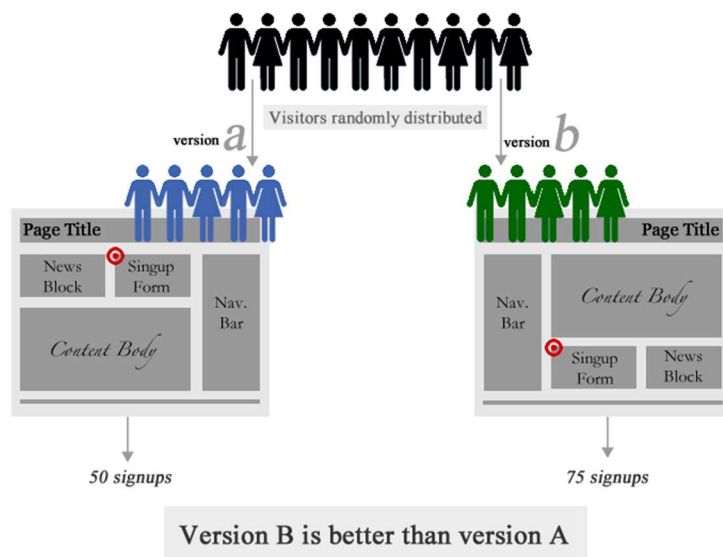 Visitors randomly distributed
version a
version b
Page Title
News
Block
Singup
Form
Nav.
Bar
Content Body
Page Title
Nav.
Bar
Content Body
Singup
Form
News
Block
50 signups
75 signups
Version B is better than version A